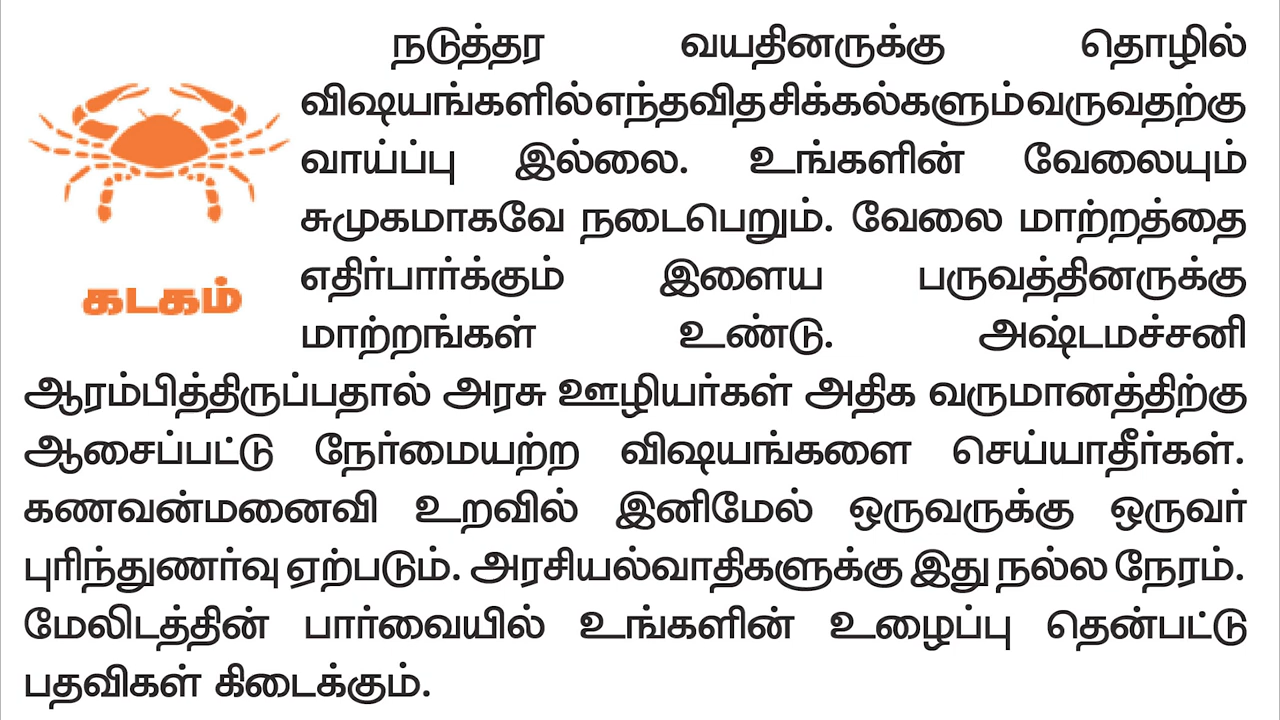 நடுத்தர வயதினருக்கு தொழில்
விஷயங்களில் எந்தவித சிக்கல்களும் வருவதற்கு
வாய்ப்பு இல்லை. உங்களின் வேலையும்
சுமுகமாகவே நடைபெறும். வேலை மாற்றத்தை
எதிர்பார்க்கும் இளைய பருவத்தினருக்கு
மாற்றங்கள் உண்டு. அஷ்டமச்சனி
கடகம்
ஆரம்பித்திருப்பதால் அரசு ஊழியர்கள் அதிக வருமானத்திற்கு
ஆசைப்பட்டு நேர்மையற்ற விஷயங்களை செய்யாதீர்கள்.
கணவன்மனைவி உறவில் இனிமேல் ஒருவருக்கு ஒருவர்
புரிந்துணர்வு ஏற்படும். அரசியல்வாதிகளுக்கு இது நல்ல நேரம்.
மேலிடத்தின் பார்வையில் உங்களின் உழைப்பு தென்பட்டு
பதவிகள் கிடைக்கும்.